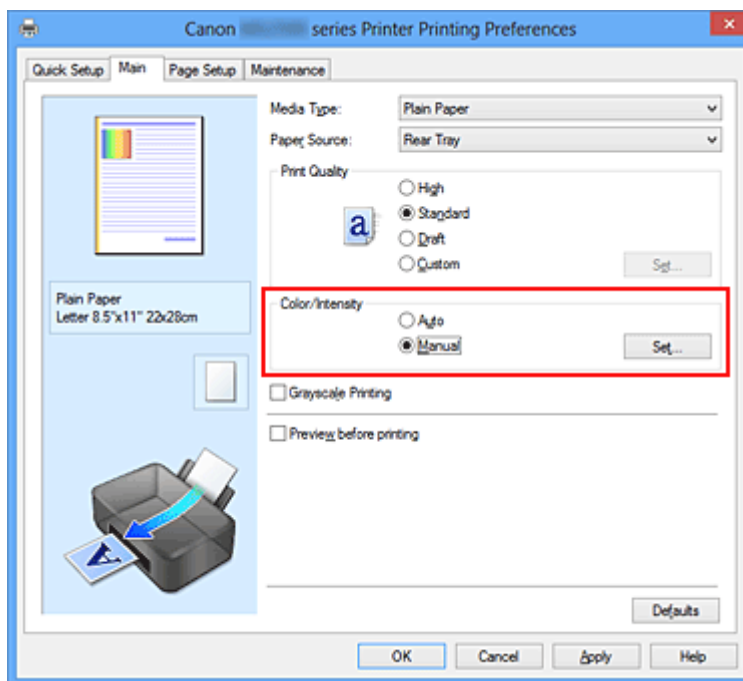 Canon series Printer Printing Preferences
Quick Setup Main Page Setup Maintenance
Media Type: Plain Paper
Paper Source: Rear Tray
Print Quality
High
Standard
Draft
Custom Set...
Color/Intensity
Auto
Manual Set...
Plain Paper
Letter 8.5"x11" 22x28cm
Grayscale Printing
Preview before printing
a
A
Defaults
OK Cancel Apply Help